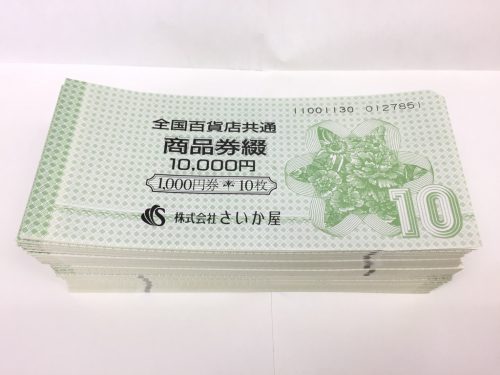 11001130 0127851
全国百貨店共通
商品券綴
10,000円
1,000円券*10枚
株式会社さいか屋
10